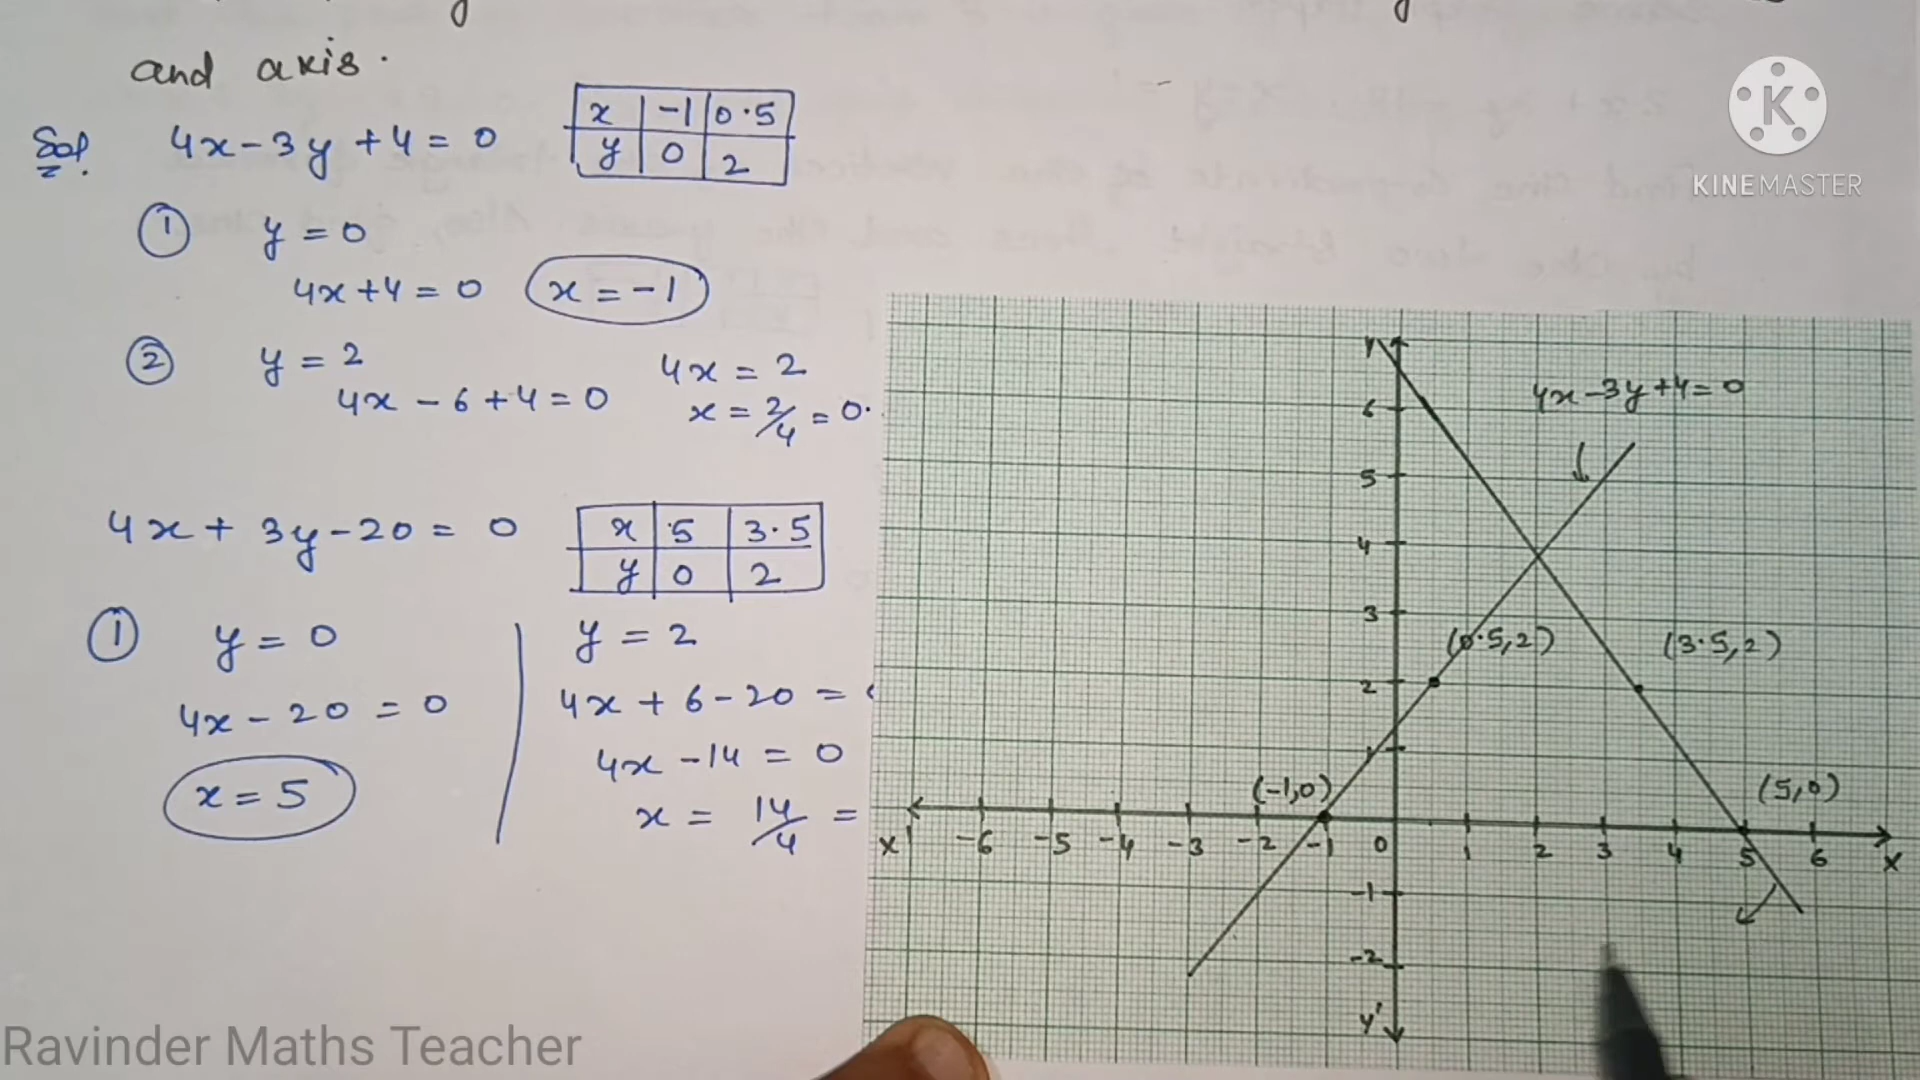 and axis.
Sol. 4x - 3y + 4 = 0
x | -1 | 0.5
y | 0 | 2
① y = 0
4x + 4 = 0 x = -1
② y = 2
4x - 6 + 4 = 0
4x = 2
x = 2/4 = 0.
4x + 3y - 20 = 0
x | 5 | 3.5
y | 0 | 2
① y = 0
4x - 20 = 0
x = 5
y = 2
4x + 6 - 20 =
4x - 14 = 0
x = 14/4 =
KINEMASTER
Y
4x - 3y + 4 = 0
6
5
4
3
(0.5, 2) (3.5, 2)
2
1
(-1, 0) (5, 0)
X' -6 -5 -4 -3 -2 -1 0 1 2 3 4 5 6 X
-1
-2
Y'
Ravinder Maths Teacher